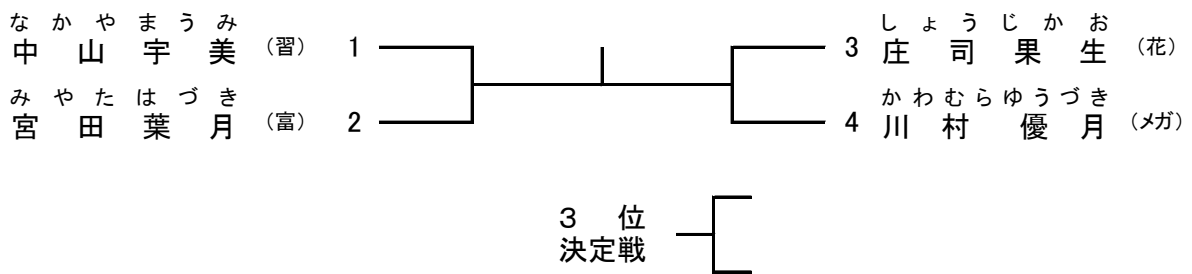 なかやまうみ
中山宇美 （習） 1
みやたはづき
宮田葉月 （富） 2
しょうじかお
3 庄司果生 （花）
かわむらゆうづき
4 川村優月 （メガ）
３位
決定戦